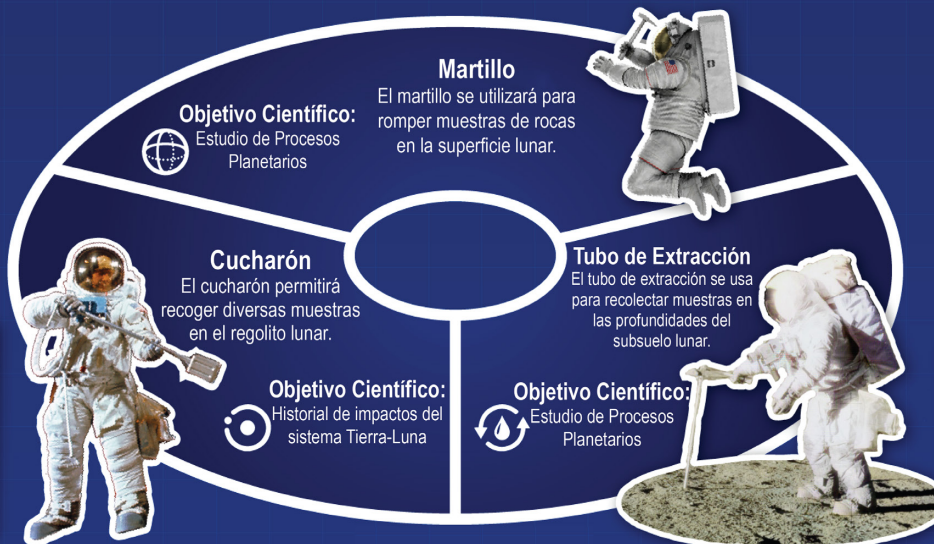 Martillo
El martillo se utilizará para
romper muestras de rocas
en la superficie lunar.
Objetivo Científico:
Estudio de Procesos
Planetarios
Cucharón
El cucharón permitirá
recoger diversas muestras
en el regolito lunar.
Objetivo Científico:
Historial de impactos del
sistema Tierra-Luna
Tubo de Extracción
El tubo de extracción se usa
para recolectar muestras en
las profundidades del
subsuelo lunar.
Objetivo Científico:
Estudio de Procesos
Planetarios